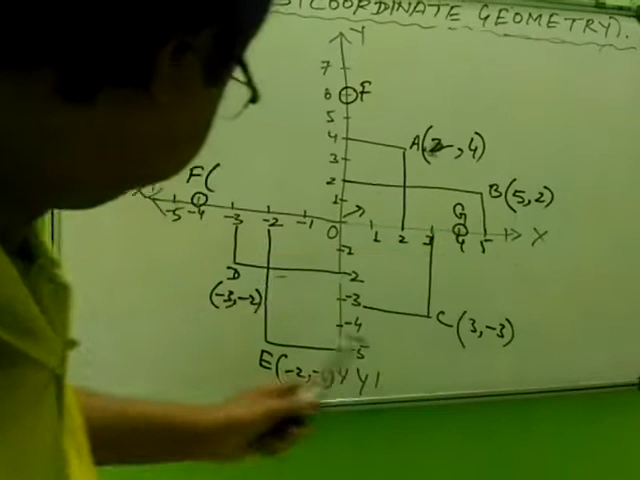 (COORDINATE GEOMETRY).
Y
7
6 F
5
4 A(2, 4)
3
2 B(5, 2)
1
F(
G
X -5 -4 -3 -2 -1 0 1 2 3 4 5 X
-2 D
(-3, -2)
-3 C (3, -3)
-4
-5
E(-2,